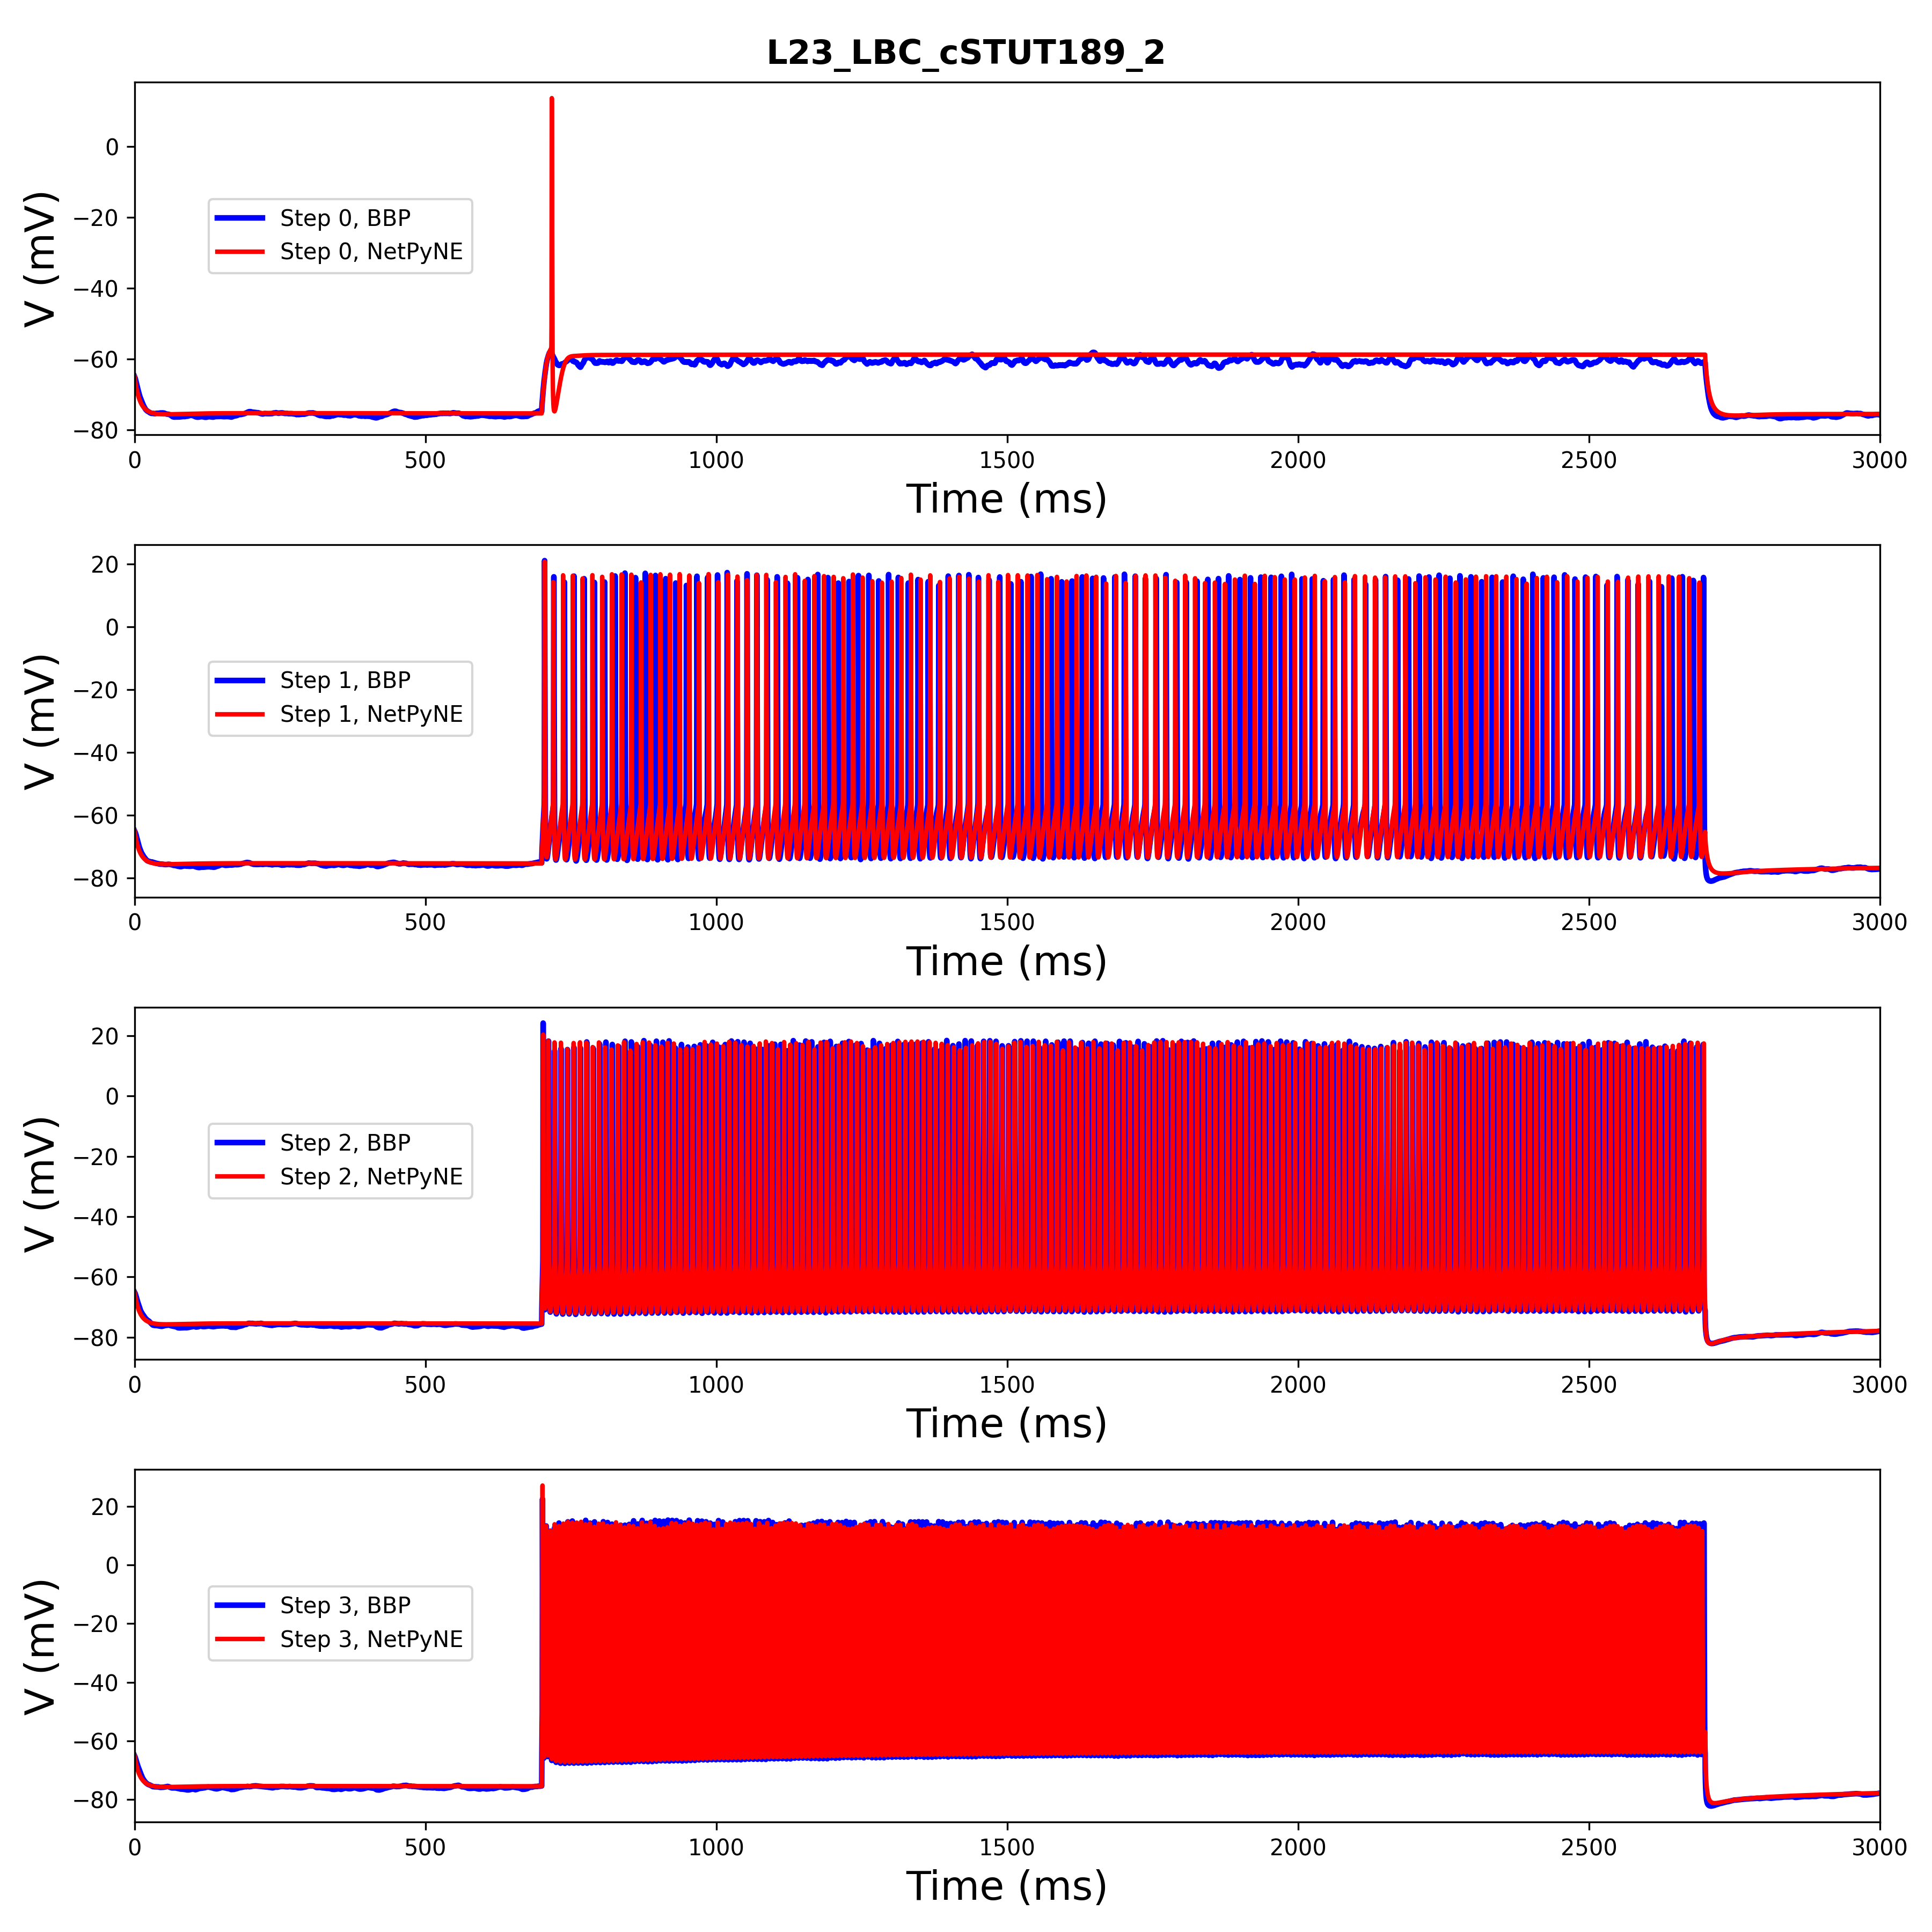 L23_LBC_cSTUT189_2
0
−20
−40
−60
−80
V (mV)
Step 0, BBP
Step 0, NetPyNE
0 500 1000 1500 2000 2500 3000
Time (ms)
20
0
−20
−40
−60
−80
V (mV)
Step 1, BBP
Step 1, NetPyNE
0 500 1000 1500 2000 2500 3000
Time (ms)
20
0
−20
−40
−60
−80
V (mV)
Step 2, BBP
Step 2, NetPyNE
0 500 1000 1500 2000 2500 3000
Time (ms)
20
0
−20
−40
−60
−80
V (mV)
Step 3, BBP
Step 3, NetPyNE
0 500 1000 1500 2000 2500 3000
Time (ms)